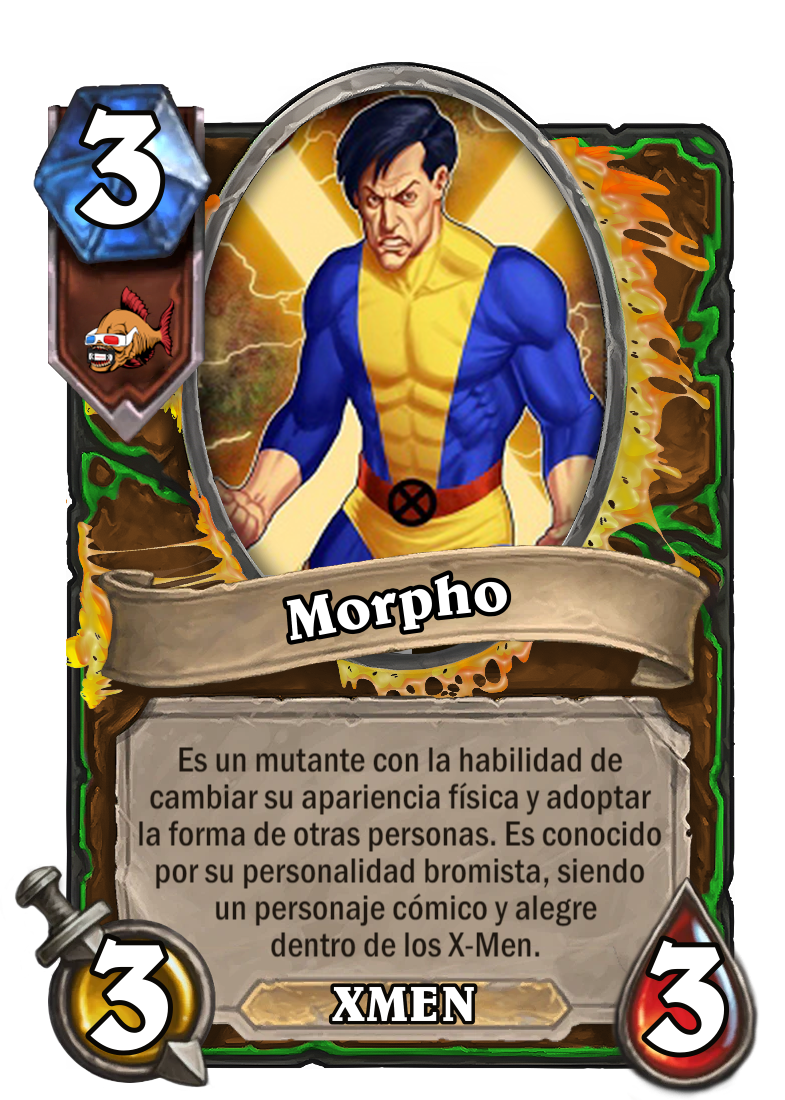 3
Morpho
Es un mutante con la habilidad de
cambiar su apariencia física y adoptar
la forma de otras personas. Es conocido
por su personalidad bromista, siendo
un personaje cómico y alegre
dentro de los X-Men.
3
XMEN
3